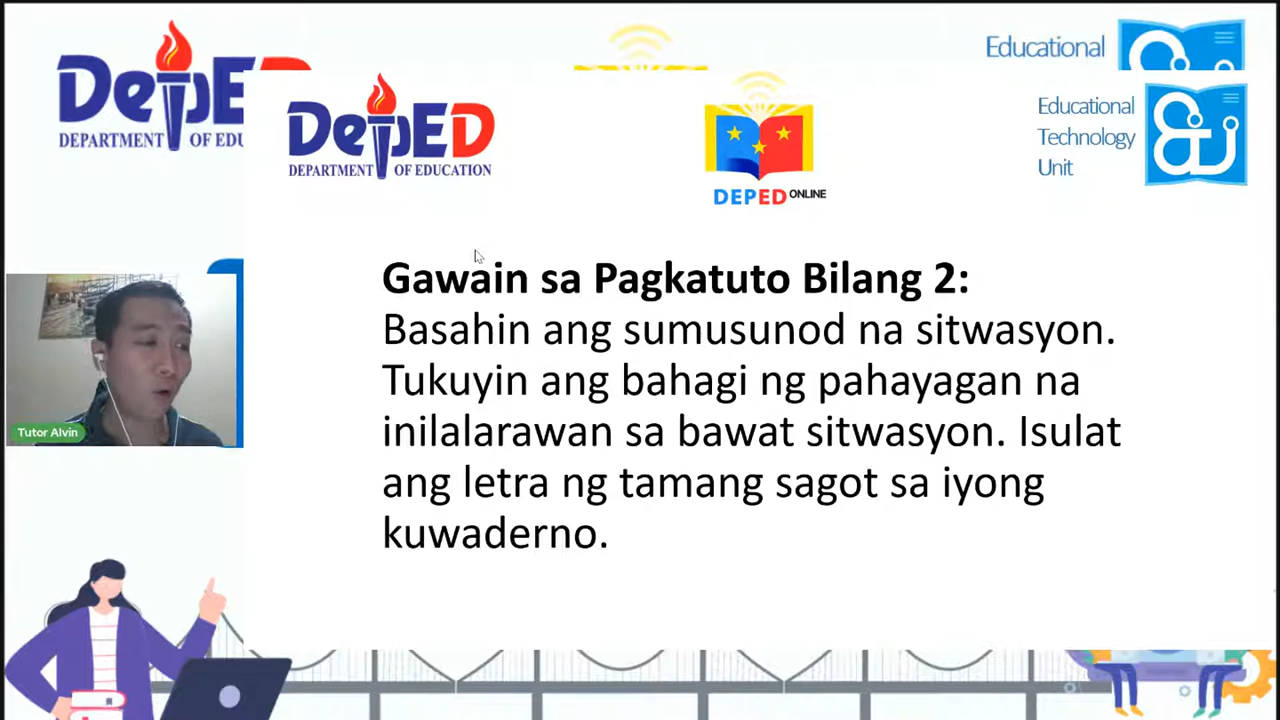 DepED
DEPARTMENT OF EDU
Educational
DepED
DEPARTMENT OF EDUCATION
DEPED ONLINE
Educational
Technology
Unit
Gawain sa Pagkatuto Bilang 2:
Basahin ang sumusunod na sitwasyon.
Tukuyin ang bahagi ng pahayagan na
inilalarawan sa bawat sitwasyon. Isulat
ang letra ng tamang sagot sa iyong
kuwaderno.
Tutor Alvin